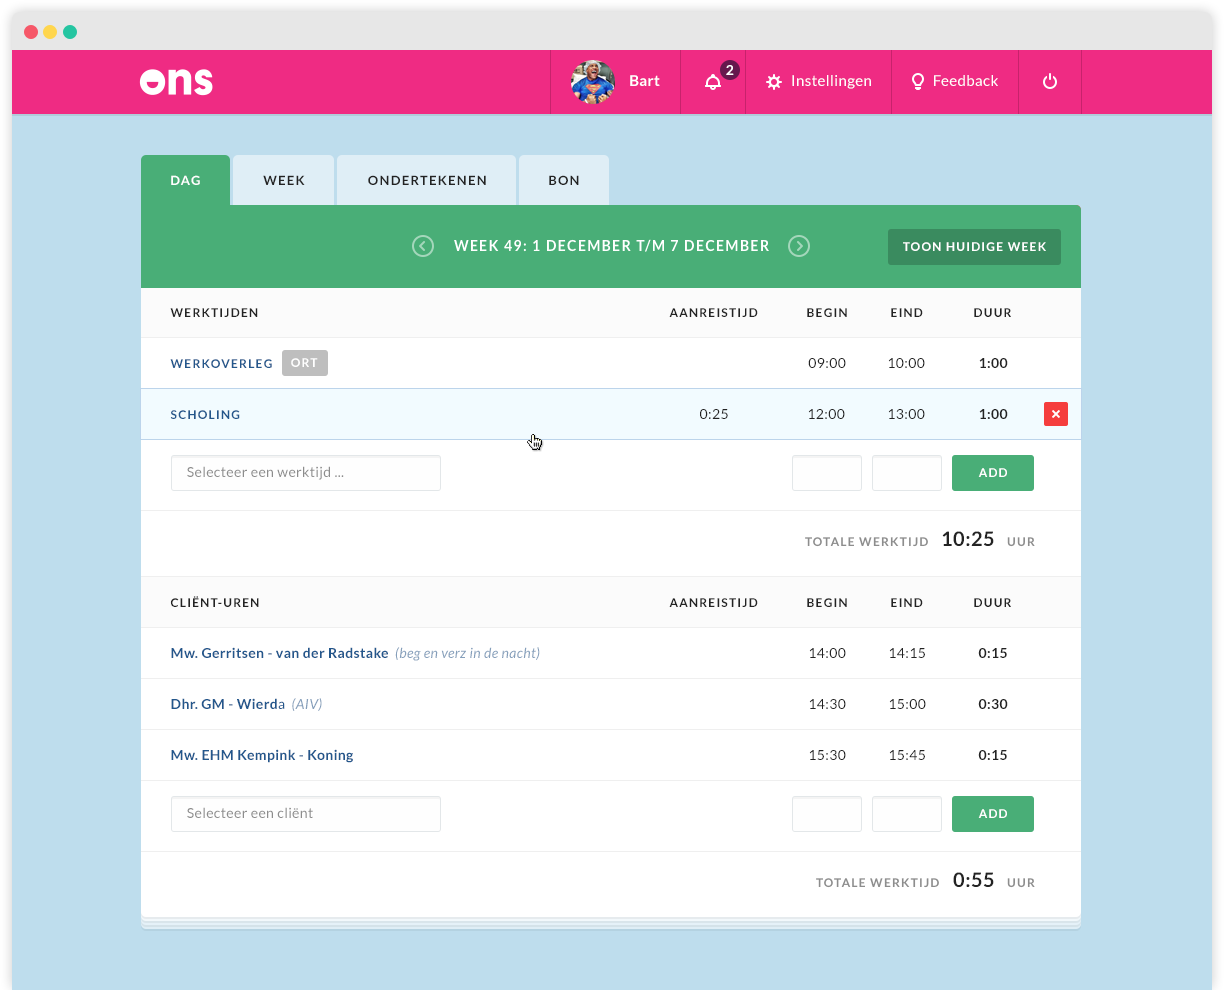 ons
Bart
2
Instellingen
Feedback
DAG
WEEK
ONDERTEKENEN
BON
WEEK 49: 1 DECEMBER T/M 7 DECEMBER
TOON HUIDIGE WEEK
WERKTIJDEN AANREISTIJD BEGIN EIND DUUR
WERKOVERLEG ORT 09:00 10:00 1:00
SCHOLING 0:25 12:00 13:00 1:00
Selecteer een werktijd ... ADD
TOTALE WERKTIJD 10:25 UUR
CLIËNT-UREN AANREISTIJD BEGIN EIND DUUR
Mw. Gerritsen - van der Radstake (beg en verz in de nacht) 14:00 14:15 0:15
Dhr. GM - Wierda (AIV) 14:30 15:00 0:30
Mw. EHM Kempink - Koning 15:30 15:45 0:15
Selecteer een cliënt ADD
TOTALE WERKTIJD 0:55 UUR